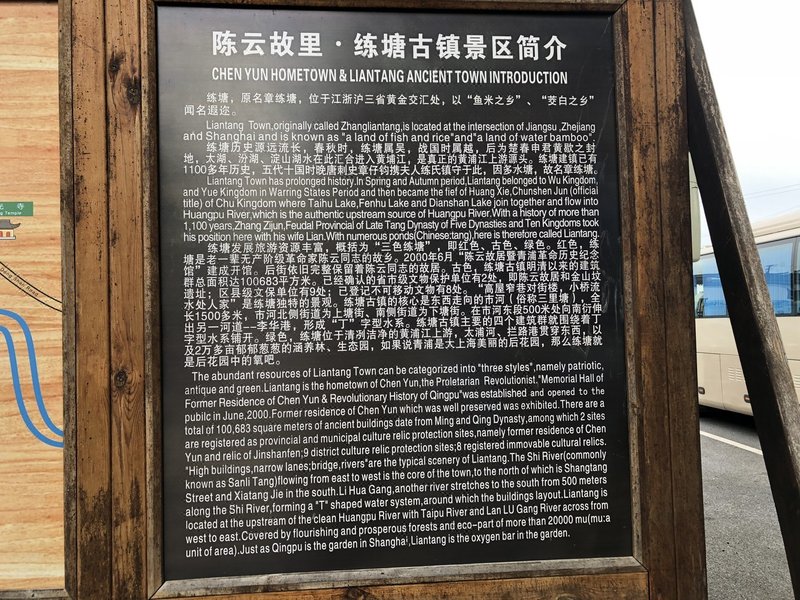 陈云故里·练塘古镇景区简介
CHEN YUN HOMETOWN & LIANTANG ANCIENT TOWN INTRODUCTION
练塘，原名章练塘，位于江浙沪三省黄金交汇处，以“鱼米之乡”、“茭白之乡”
闻名遐迩。
Liantang Town,originally called Zhangliantang,is located at the intersection of Jiangsu ,Zhejiang
and Shanghai and is known as "a land of fish and rice"and"a land of water bamboo".
练塘历史源远流长，春秋时，练塘属吴，战国时属越，后为楚春申君黄歇之封
地，太湖、汾湖、淀山湖水在此汇合进入黄浦江，是真正的黄浦江上游源头。练塘建镇已有
1100多年历史，五代十国时晚唐刺史章仔钧携夫人练氏镇守于此，因多水塘，故名章练塘。
Liantang Town has prolonged history.In Spring and Autumn period,Liantang belonged to Wu Kingdom,
and Yue Kingdom in Warring States Period and then became the fief of Huang Xie,Chunshen Jun (official
title) of Chu Kingdom where Taihu Lake,Fenhu Lake and Dianshan Lake join together and flow into
Huangpu River,which is the authentic upstream source of Huangpu River.With a history of more than
1,100 years,Zhang Zijun,Feudal Provincial of Late Tang Dynasty of Five Dynasties and Ten Kingdoms took
his position here with his wife Lian.With numerous ponds(Chinese:tang),here is therefore called Liantang.
练塘发展旅游资源丰富，概括为“三色练塘”，即红色、古色、绿色。红色，练
塘是老一辈无产阶级革命家陈云同志的故乡。2000年6月“陈云故居暨青浦革命历史纪念
馆”建成开馆。后街依旧完整保留着陈云同志的故居。古色，练塘古镇明清以来的建筑
群总面积达100683平方米。已经确认的省市级文物保护单位有2处，即陈云故居和金山坟
遗址；区县级文保单位有9处；已登记不可移动文物有8处。“高屋窄巷对街楼，小桥流
水处人家”是练塘独特的景观。练塘古镇的核心是东西走向的市河（俗称三里塘），全
长1500多米，市河北侧街道为上塘街、南侧街道为下塘街。在市河东段500米处向南衍伸
出另一河道--李华港，形成“丁”字型水系。练塘古镇主要的四个建筑群就围绕着丁
字型水系铺开。绿色，练塘位于清冽洁净的黄浦江上游，太浦河、拦路港贯穿东西，以
及2万多亩郁郁葱葱的涵养林、生态园，如果说青浦是大上海美丽的后花园，那么练塘就
是后花园中的氧吧。
The abundant resources of Liantang Town can be categorized into "three styles",namely patriotic,
antique and green.Liantang is the hometown of Chen Yun,the Proletarian Revolutionist."Memorial Hall of
Former Residence of Chen Yun & Revolutionary History of Qingpu"was established and opened to the
pubilc in June,2000.Former residence of Chen Yun which was well preserved was exhibited.There are a
total of 100,683 square meters of ancient buildings date from Ming and Qing Dynasty,among which 2 sites
are registered as provincial and municipal culture relic protection sites,namely former residence of Chen
Yun and relic of Jinshanfen;9 district culture relic protection sites;8 registered immovable cultural relics.
"High buildings,narrow lanes;bridge,rivers"are the typical scenery of Liantang.The Shi River(commonly
known as Sanli Tang)flowing from east to west is the core of the town,to the north of which is Shangtang
Street and Xiatang Jie in the south.Li Hua Gang,another river stretches to the south from 500 meters
along the Shi River,forming a "T" shaped water system,around which the buildings layout.Liantang is
located at the upstream of the clean Huangpu River with Taipu River and Lan LU Gang River across from
west to east.Covered by flourishing and prosperous forests and eco-part of more than 20000 mu(mu:a
unit of area).Just as Qingpu is the garden in Shanghai,Liantang is the oxygen bar in the garden.